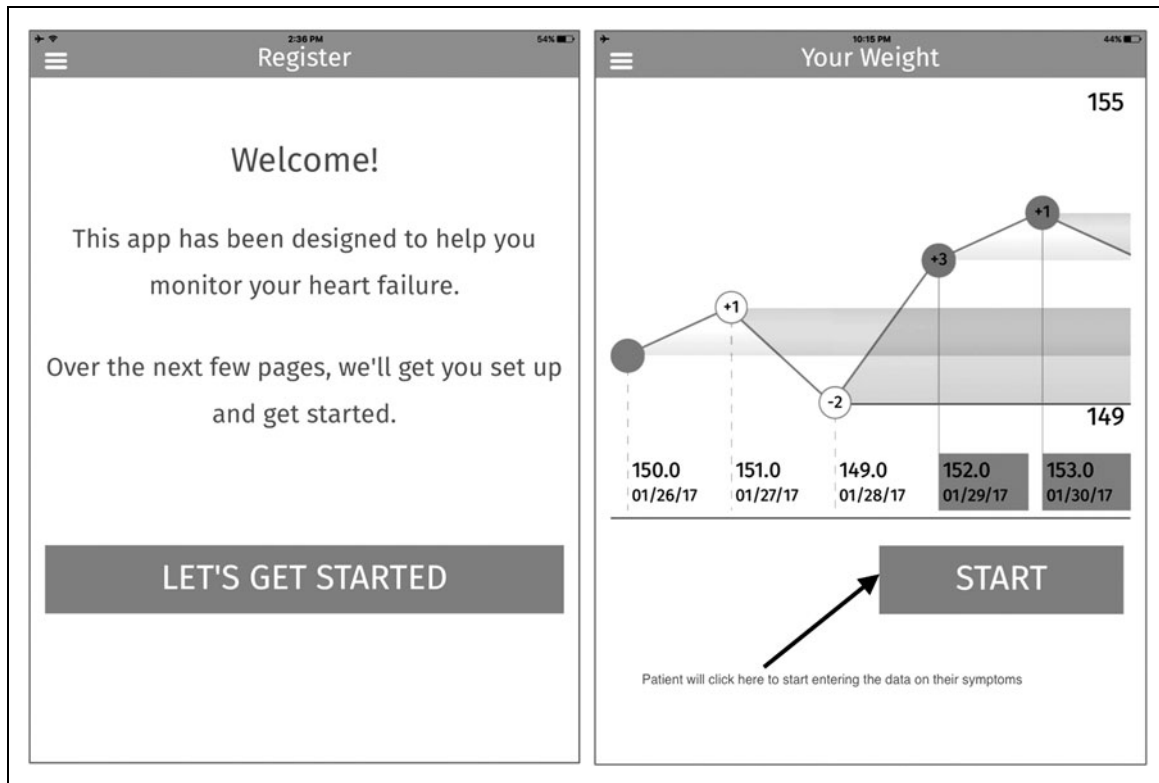 2:36 PM
54%
Register
Welcome!
This app has been designed to help you
monitor your heart failure.
Over the next few pages, we'll get you set up
and get started.
LET'S GET STARTED
10:15 PM
44%
Your Weight
155
+1
+3
+1
-2
149
150.0 151.0 149.0 152.0 153.0
01/26/17 01/27/17 01/28/17 01/29/17 01/30/17
START
Patient will click here to start entering the data on their symptoms